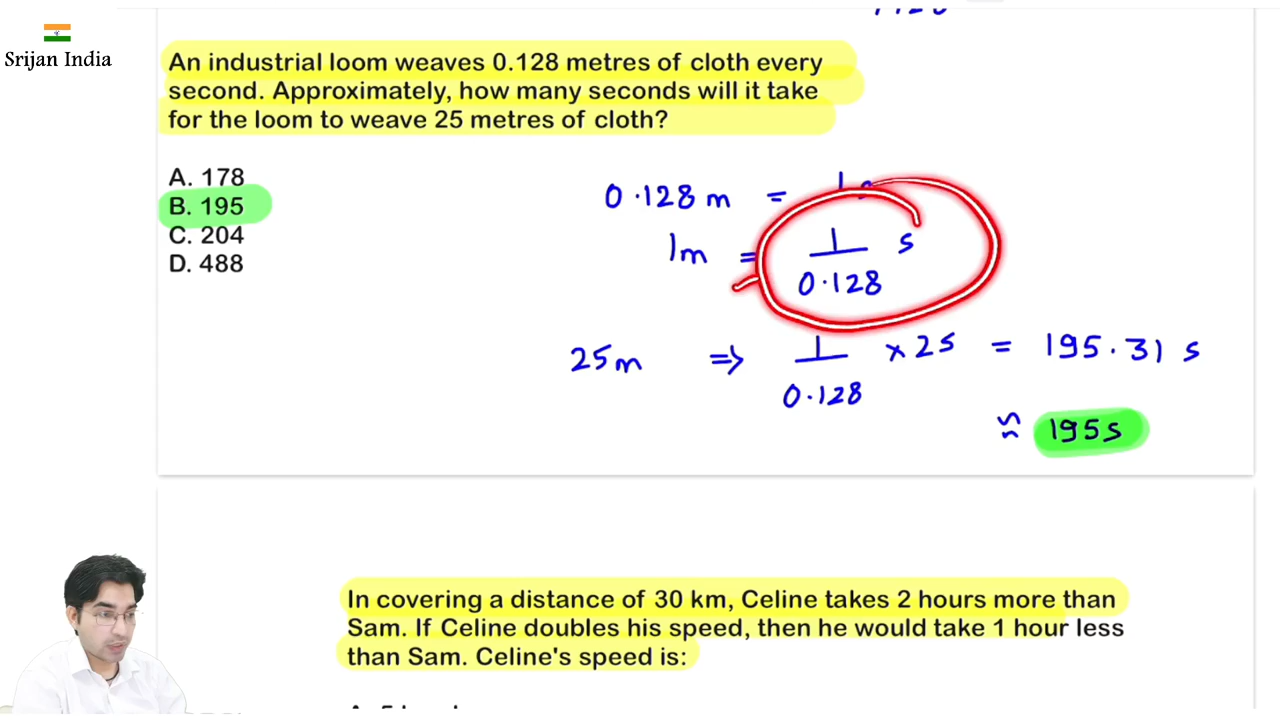 Srijan India
An industrial loom weaves 0.128 metres of cloth every
second. Approximately, how many seconds will it take
for the loom to weave 25 metres of cloth?
A. 178
B. 195
C. 204
D. 488
0.128 m =
1m = 1/0.128 s
25m ⇒ 1/0.128 × 25 = 195.31 s
≈ 195s
In covering a distance of 30 km, Celine takes 2 hours more than
Sam. If Celine doubles his speed, then he would take 1 hour less
than Sam. Celine's speed is: